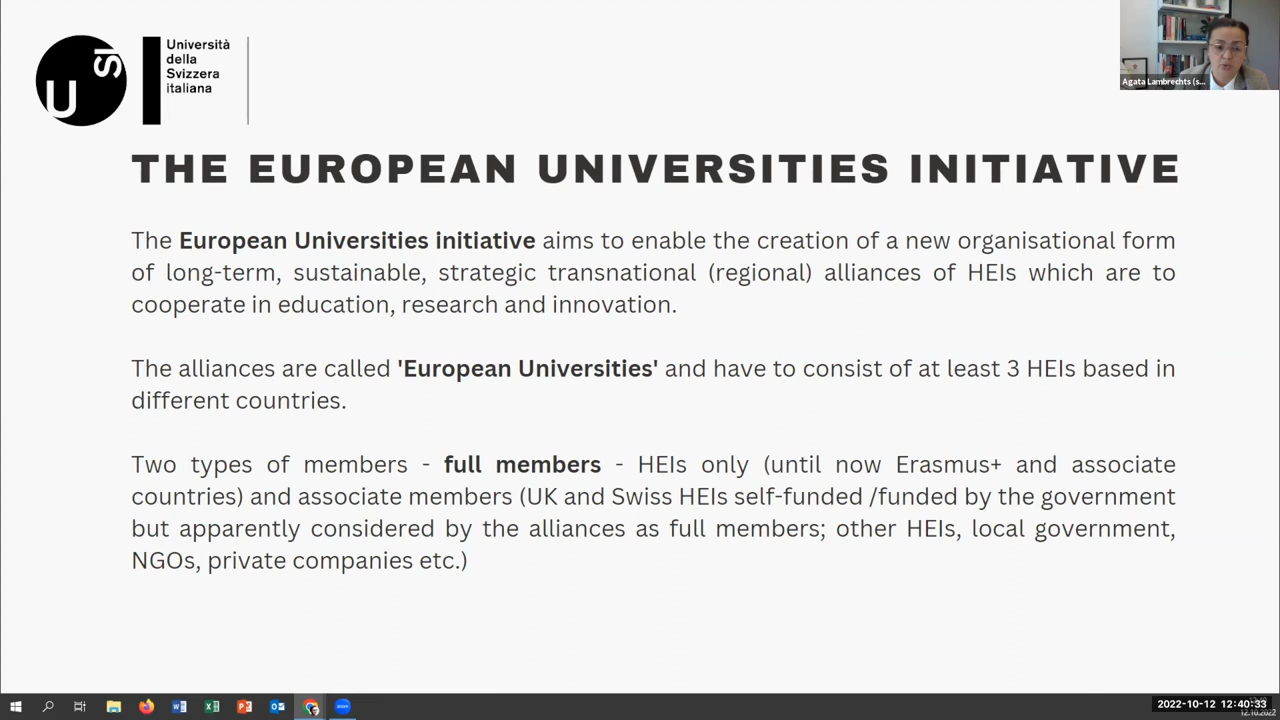 Università
della
Svizzera
italiana
USI
Agata Lambrechts (s...
THE EUROPEAN UNIVERSITIES INITIATIVE
The European Universities initiative aims to enable the creation of a new organisational form
of long-term, sustainable, strategic transnational (regional) alliances of HEIs which are to
cooperate in education, research and innovation.
The alliances are called 'European Universities' and have to consist of at least 3 HEIs based in
different countries.
Two types of members - full members - HEIs only (until now Erasmus+ and associate
countries) and associate members (UK and Swiss HEIs self-funded /funded by the government
but apparently considered by the alliances as full members; other HEIs, local government,
NGOs, private companies etc.)
zoom
2022-10-12 12:40:33
12.10.2022